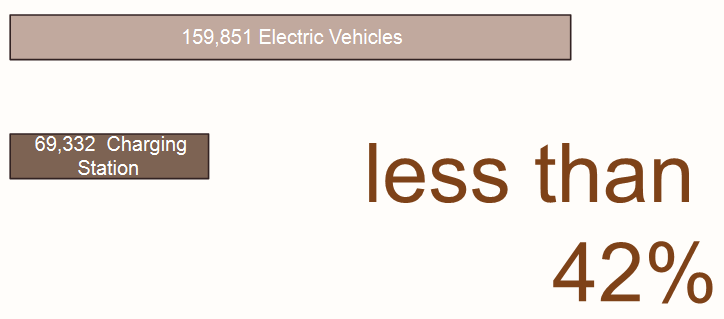 159,851 Electric Vehicles
69,332  Charging
Station
less than
42%